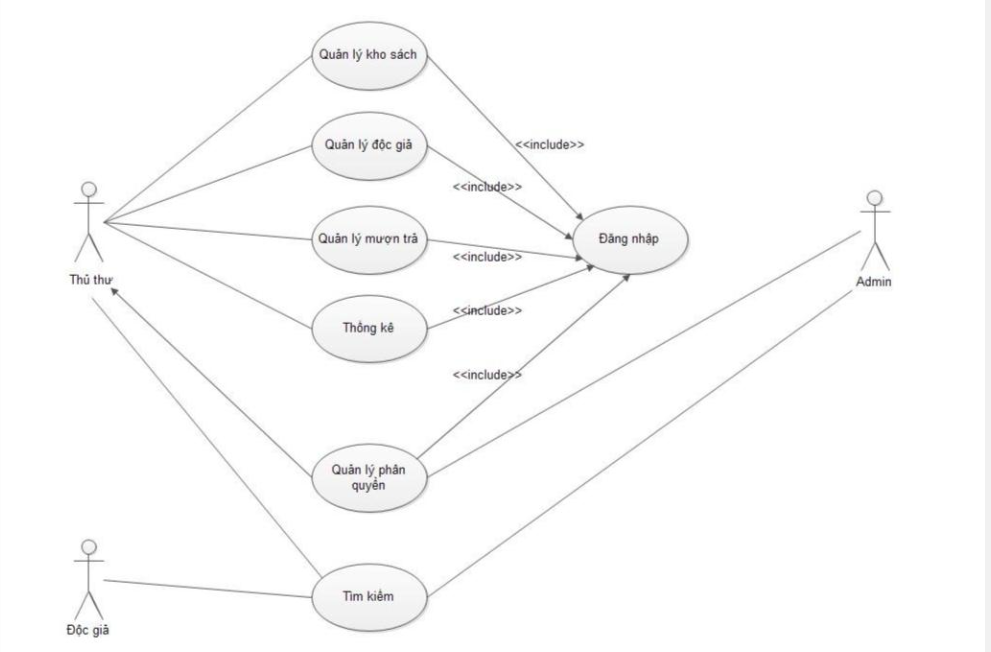 Quản lý kho sách
<<include>>
Quản lý độc giả
<<include>>
Quản lý mượn trả
Đăng nhập
<<include>>
Thủ thư
Admin
<<include>>
Thống kê
<<include>>
Quản lý phân
quyền
Tìm kiếm
Độc giả